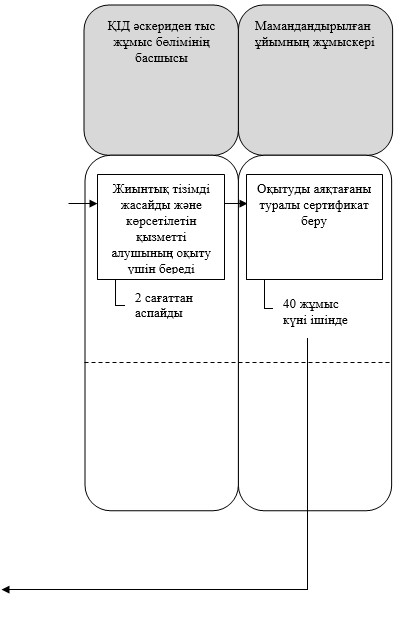 ҚІД әскериден тыс
жұмыс бөлімінің
басшысы
Мамандандырылған
ұйымның жұмыскері
Жиынтық тізімді
жасайды және
көрсетілетін
қызметті
алушының оқыту
үшін береді
2 сағаттан
аспайды
Оқытуды аяқтағаны
туралы сертификат
беру
40 жұмыс
күні ішінде